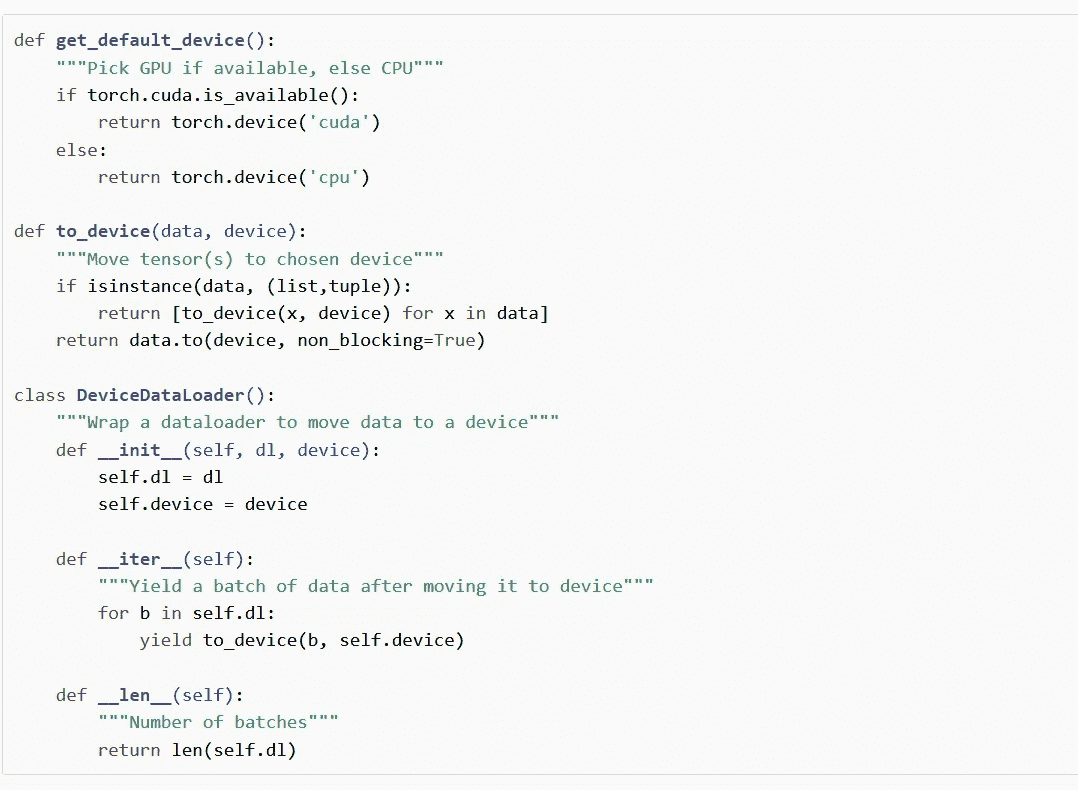 def get_default_device():
    """Pick GPU if available, else CPU"""
    if torch.cuda.is_available():
        return torch.device('cuda')
    else:
        return torch.device('cpu')

def to_device(data, device):
    """Move tensor(s) to chosen device"""
    if isinstance(data, (list,tuple)):
        return [to_device(x, device) for x in data]
    return data.to(device, non_blocking=True)

class DeviceDataLoader():
    """Wrap a dataloader to move data to a device"""
    def __init__(self, dl, device):
        self.dl = dl
        self.device = device

    def __iter__(self):
        """Yield a batch of data after moving it to device"""
        for b in self.dl:
            yield to_device(b, self.device)

    def __len__(self):
        """Number of batches"""
        return len(self.dl)